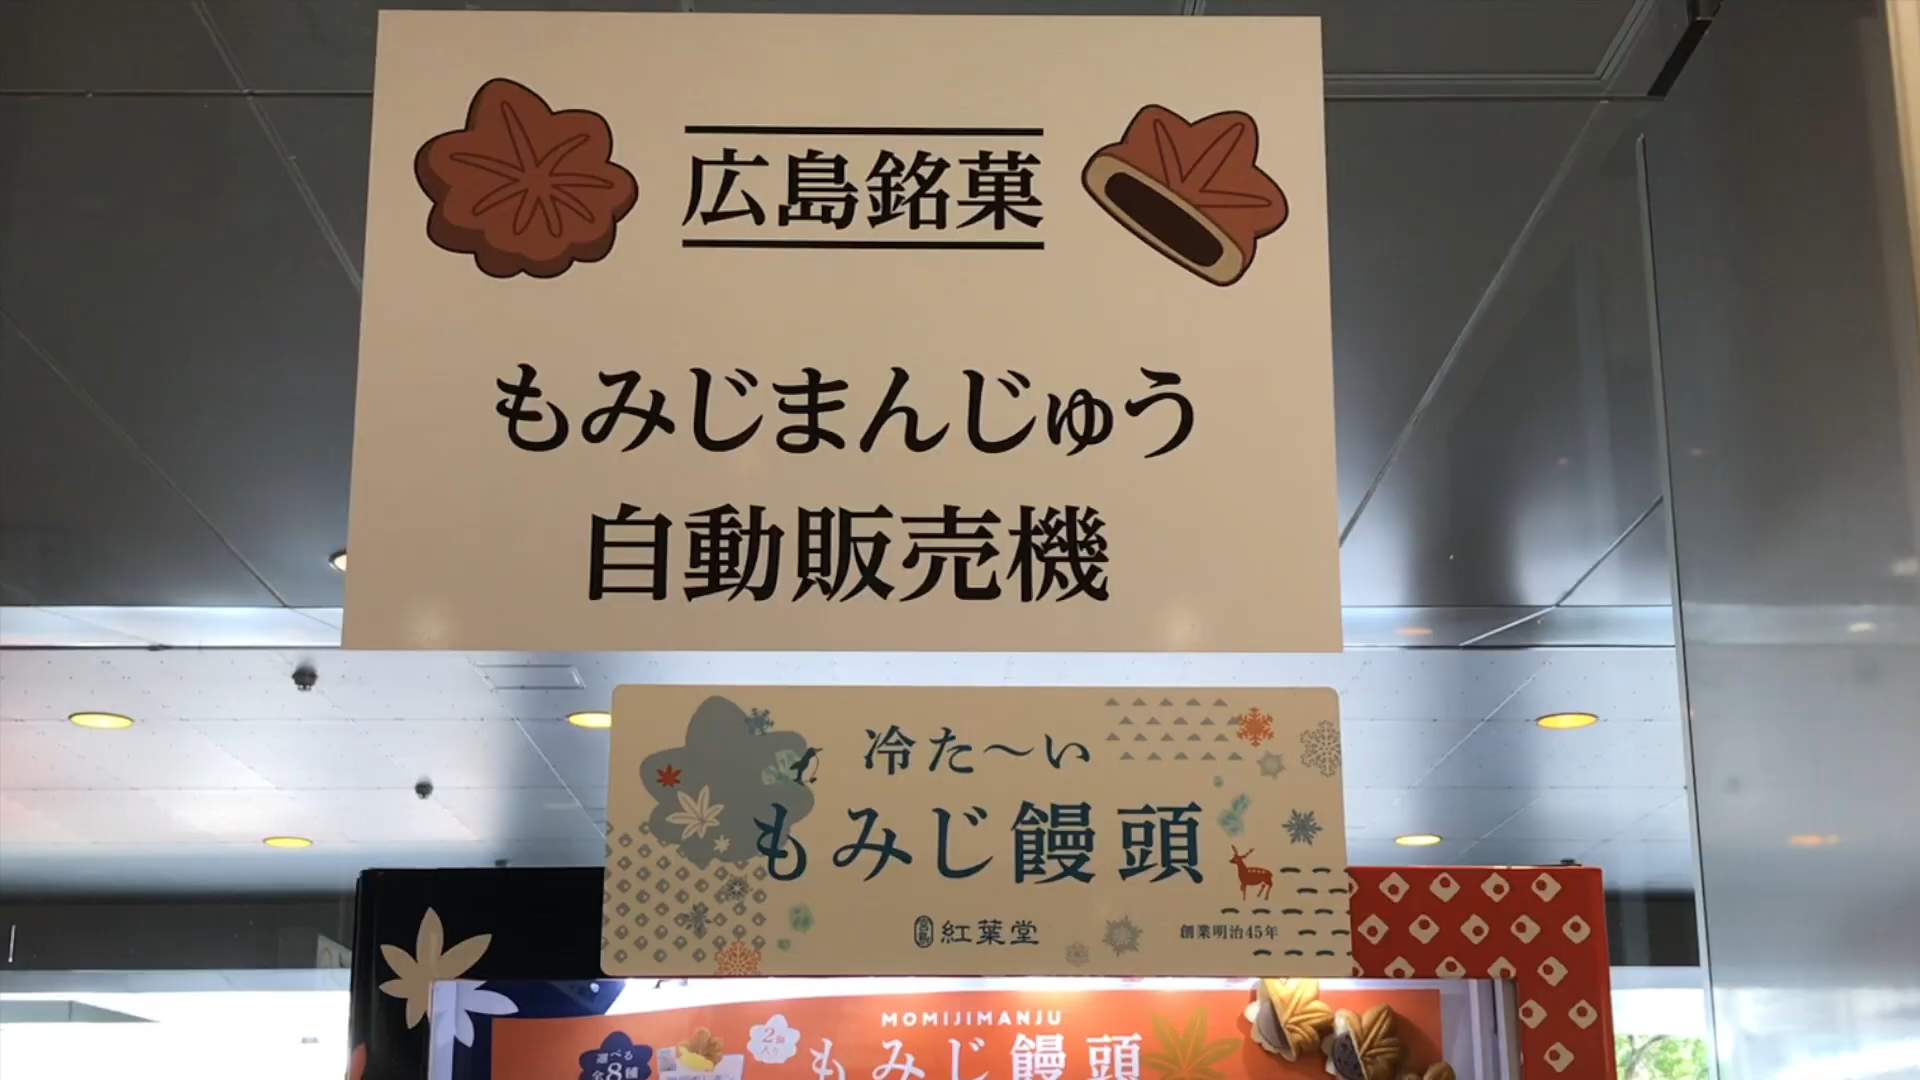 広島銘菓
もみじまんじゅう
自動販売機
冷た〜い
もみじ饅頭
宮島 紅葉堂
創業明治45年
MOMIJIMANJU
もみじ饅頭
選べる
全8種
2個
入り